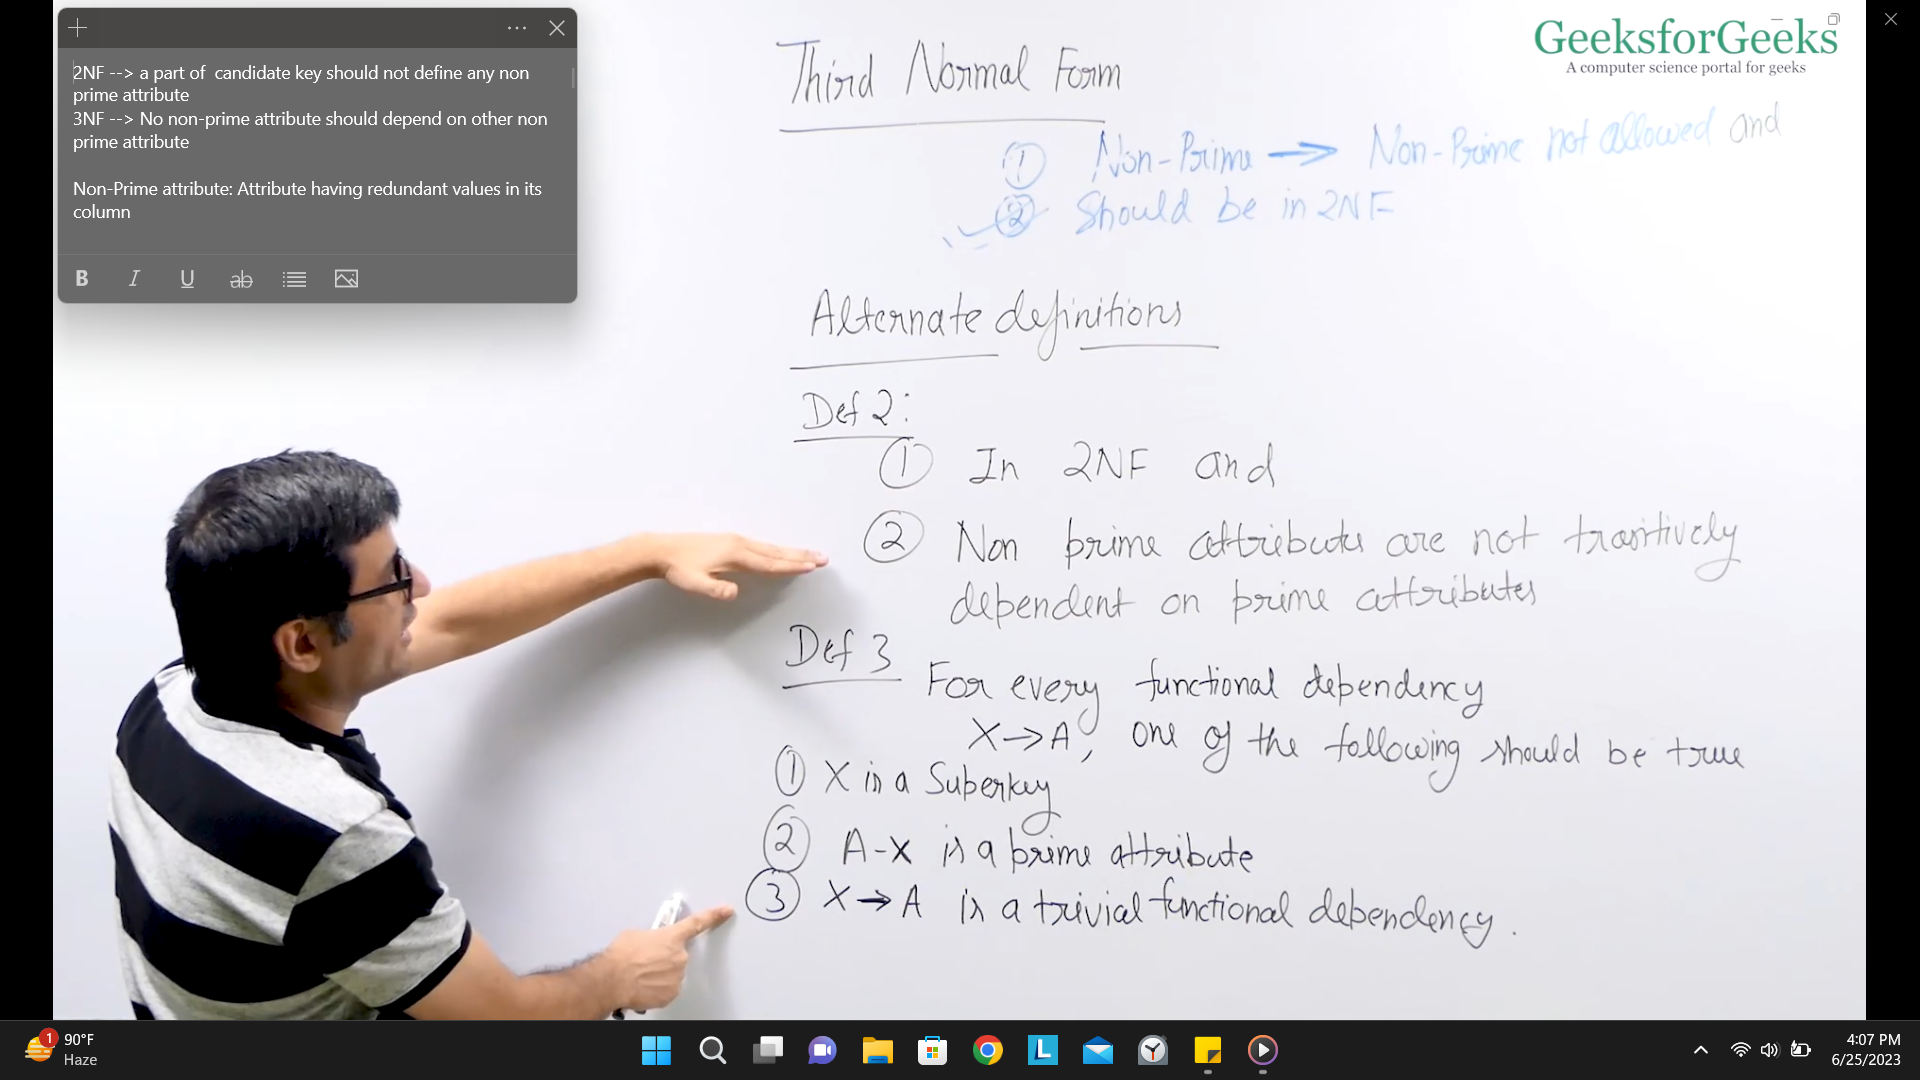 2NF --> a part of  candidate key should not define any non
prime attribute
3NF --> No non-prime attribute should depend on other non
prime attribute
Non-Prime attribute: Attribute having redundant values in its
column
B I U ab
GeeksforGeeks
A computer science portal for geeks
Third Normal Form
① Non-Prime → Non-Prime not allowed and
② Should be in 2NF
Alternate definitions
Def 2:
① In 2NF and
② Non prime attributes are not transitively
dependent on prime attributes
Def 3
For every functional dependency
X→A, one of the following should be true
① X is a Superkey
② A-X is a prime attribute
③ X→A is a trivial functional dependency.
1
90°F
Haze
L
4:07 PM
6/25/2023